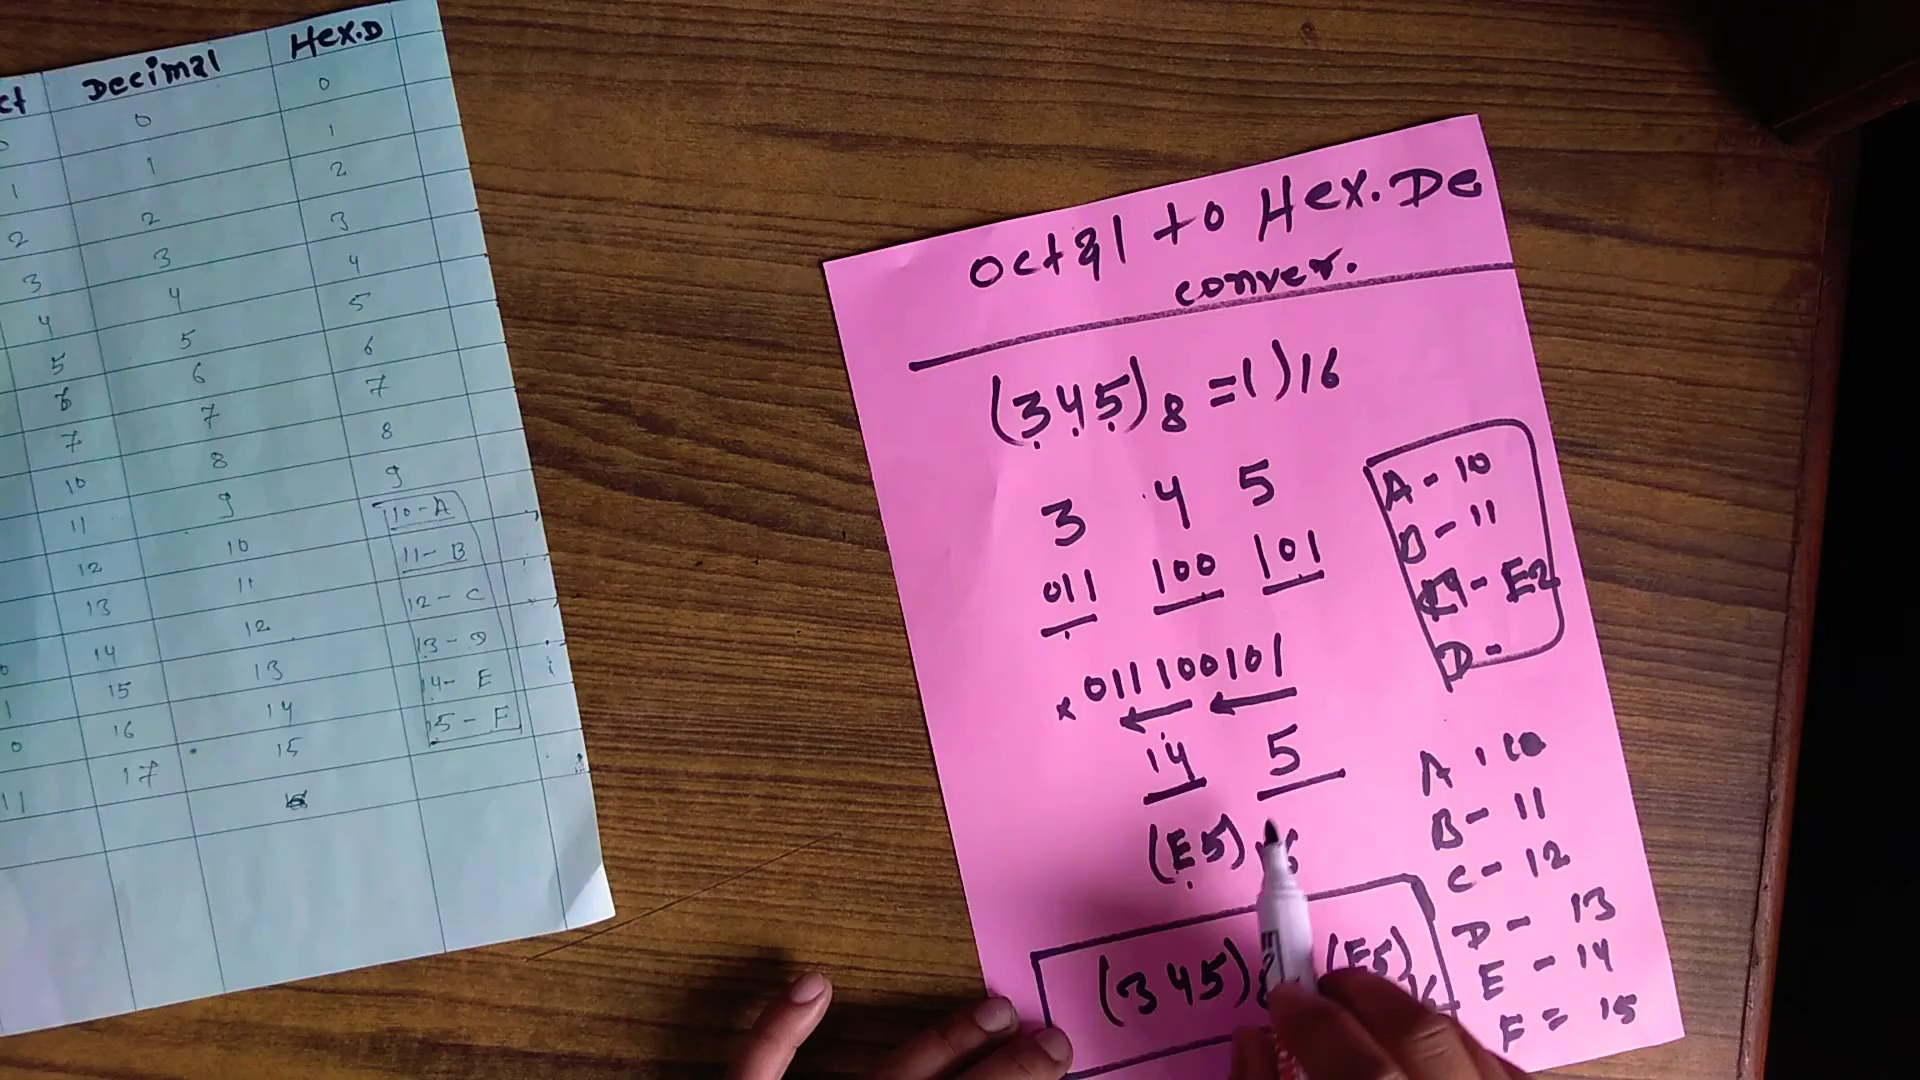 ct Decimal Hex.D
0 0
1 1 1
2 2 2
3 3 3
4 4 4
5 5 5
6 6 6
7 7 7
10 8 8
11 9 9
12 10 10-A
13 11 11-B
14 12 12-C
15 13 13-D
16 14 14-E
17 15 15-F
Octal to Hex.De
conver.
(345)8 =( )16
3 4 5
011 100 101
×011100101
14 5
(E5)
(345) (E5)
A-10
B-11
D-
A-10
B-11
C-12
D-13
E-14
F=15